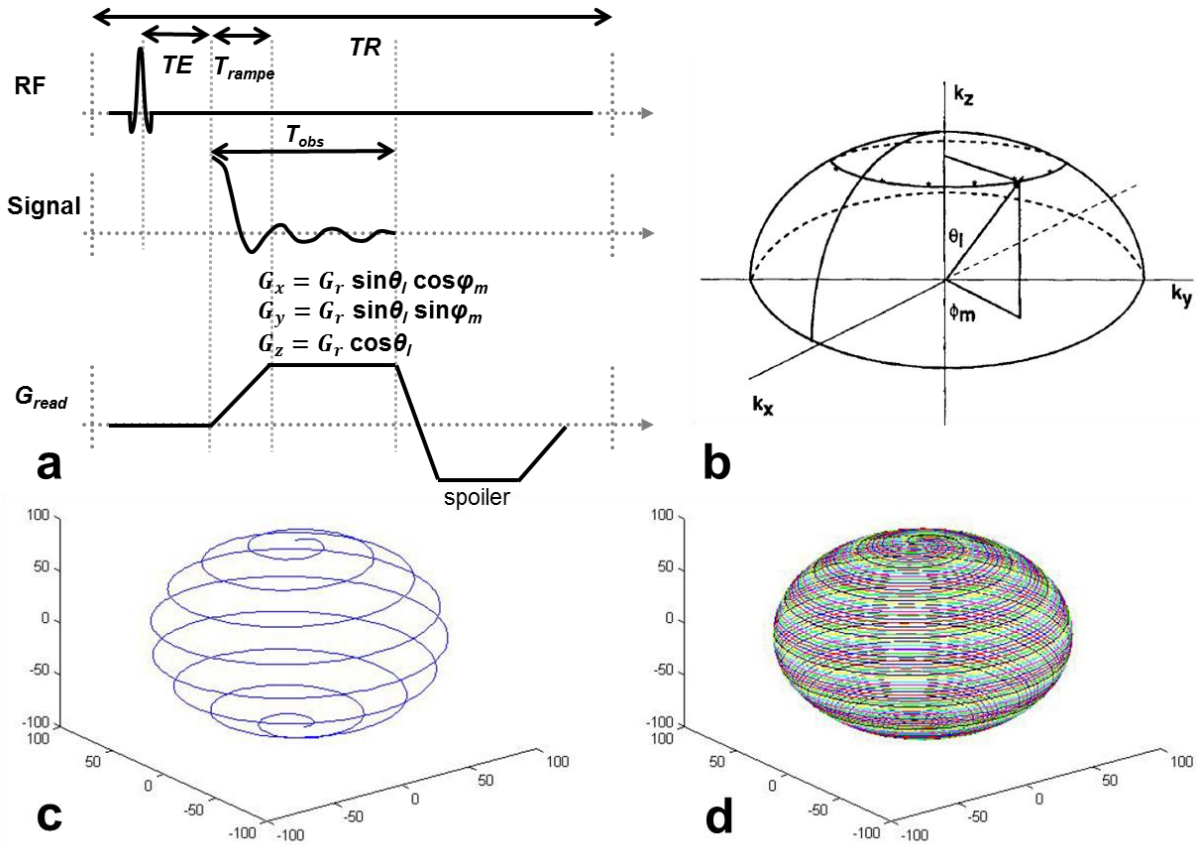 TE
T_rampe
TR
RF
T_obs
Signal
G_x = G_r sinθ_l cosφ_m
G_y = G_r sinθ_l sinφ_m
G_z = G_r cosθ_l
G_read
spoiler
a
k_z
θ_l
k_y
ϕ_m
k_x
b
100
50
0
-50
-100
100
50
0
-50
-100
-100
-50
0
50
100
c
100
50
0
-50
-100
100
50
0
-50
-100
-100
-50
0
50
100
d